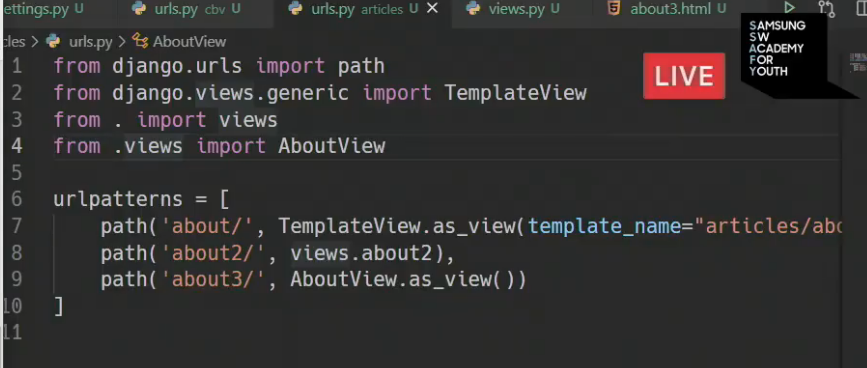 ettings.py U urls.py cbv U urls.py articles U views.py U about3.html U
cles > urls.py > AboutView
SAMSUNG
SW
ACADEMY
FOR
YOUTH
LIVE
1 from django.urls import path
2 from django.views.generic import TemplateView
3 from . import views
4 from .views import AboutView
5
6 urlpatterns = [
7 path('about/', TemplateView.as_view(template_name="articles/abo
8 path('about2/', views.about2),
9 path('about3/', AboutView.as_view())
10 ]
11